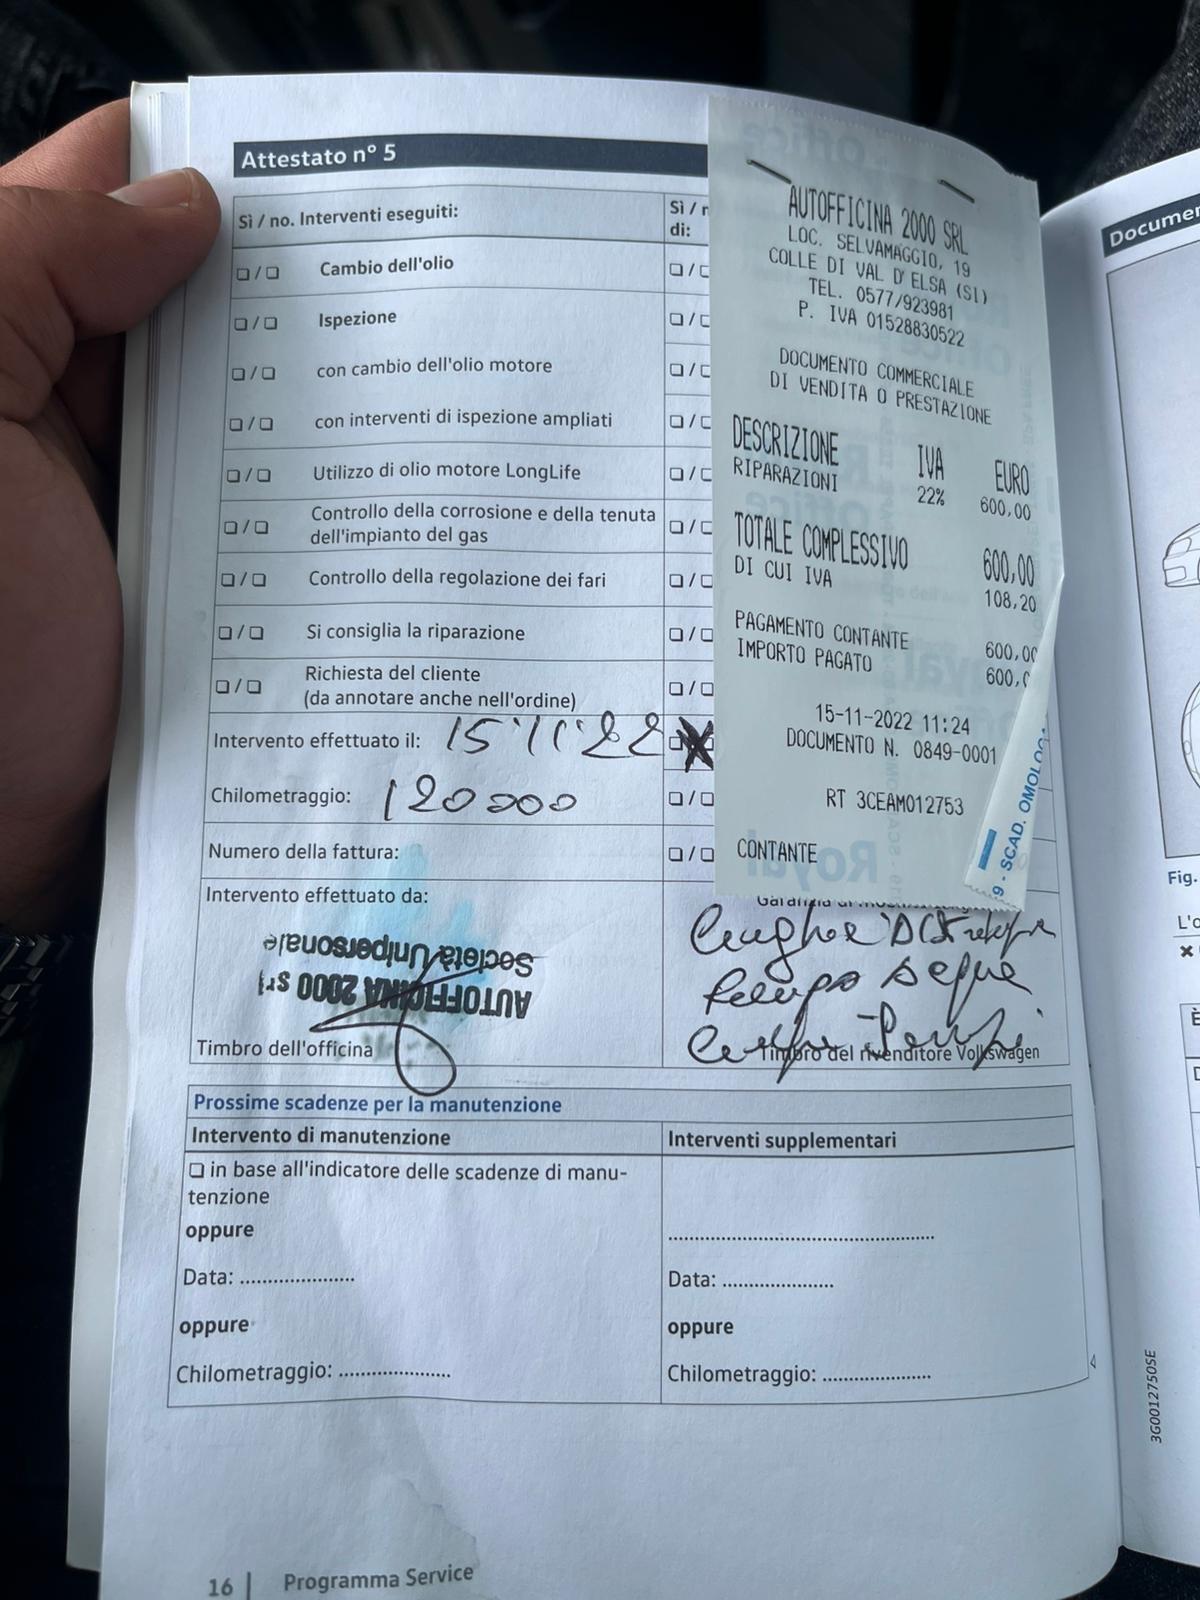 Attestato n° 5
Sì / no. Interventi eseguiti:
Sì / n
di:
❏ / ❏ Cambio dell'olio
❏ / ❏ Ispezione
❏ / ❏ con cambio dell'olio motore
❏ / ❏ con interventi di ispezione ampliati
❏ / ❏ Utilizzo di olio motore LongLife
❏ / ❏ Controllo della corrosione e della tenuta
dell'impianto del gas
❏ / ❏ Controllo della regolazione dei fari
❏ / ❏ Si consiglia la riparazione
❏ / ❏ Richiesta del cliente
(da annotare anche nell'ordine)
Intervento effettuato il: 15·11·22
Chilometraggio: 120000
Numero della fattura:
Intervento effettuato da:
AUTOFFICINA 2000 srl
Società Unipersonale
Timbro dell'officina
AUTOFFICINA 2000 SRL
LOC. SELVAMAGGIO, 19
COLLE DI VAL D'ELSA (SI)
TEL. 0577/923981
P. IVA 01528830522
DOCUMENTO COMMERCIALE
DI VENDITA O PRESTAZIONE
DESCRIZIONE IVA EURO
RIPARAZIONI 22% 600,00
TOTALE COMPLESSIVO 600,00
DI CUI IVA 108,20
PAGAMENTO CONTANTE 600,00
IMPORTO PAGATO 600,0
15-11-2022 11:24
DOCUMENTO N. 0849-0001
RT 3CEAM012753
CONTANTE
9 - SCAD. OMOLOG
Timbro del rivenditore Volkswagen
Prossime scadenze per la manutenzione
Intervento di manutenzione
❏ in base all'indicatore delle scadenze di manu-
tenzione
oppure
Data: .....................
oppure
Chilometraggio: .....................
Interventi supplementari
Data: .....................
oppure
Chilometraggio: .....................
16 | Programma Service
3G0012750SE
Documen
Fig.
L'o